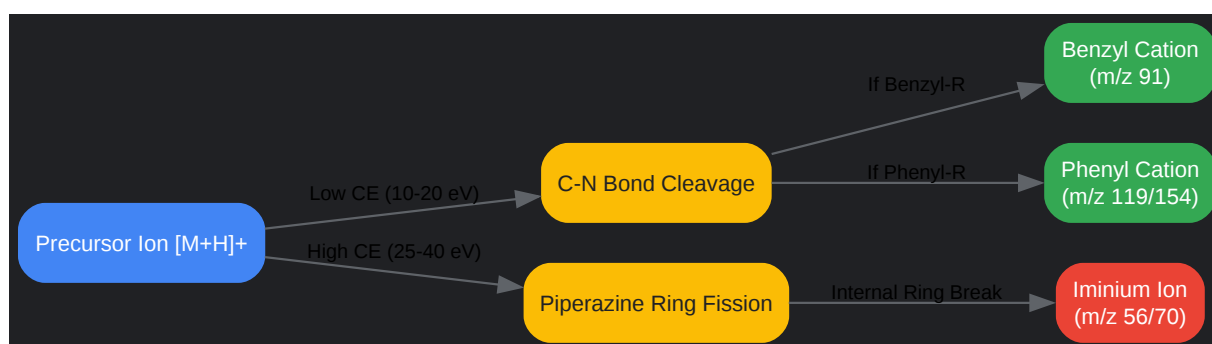 Precursor Ion [M+H]+
Low CE (10-20 eV)
High CE (25-40 eV)
C-N Bond Cleavage
Piperazine Ring Fission
If Benzyl-R
If Phenyl-R
Internal Ring Break
Benzyl Cation
(m/z 91)
Phenyl Cation
(m/z 119/154)
Iminium Ion
(m/z 56/70)